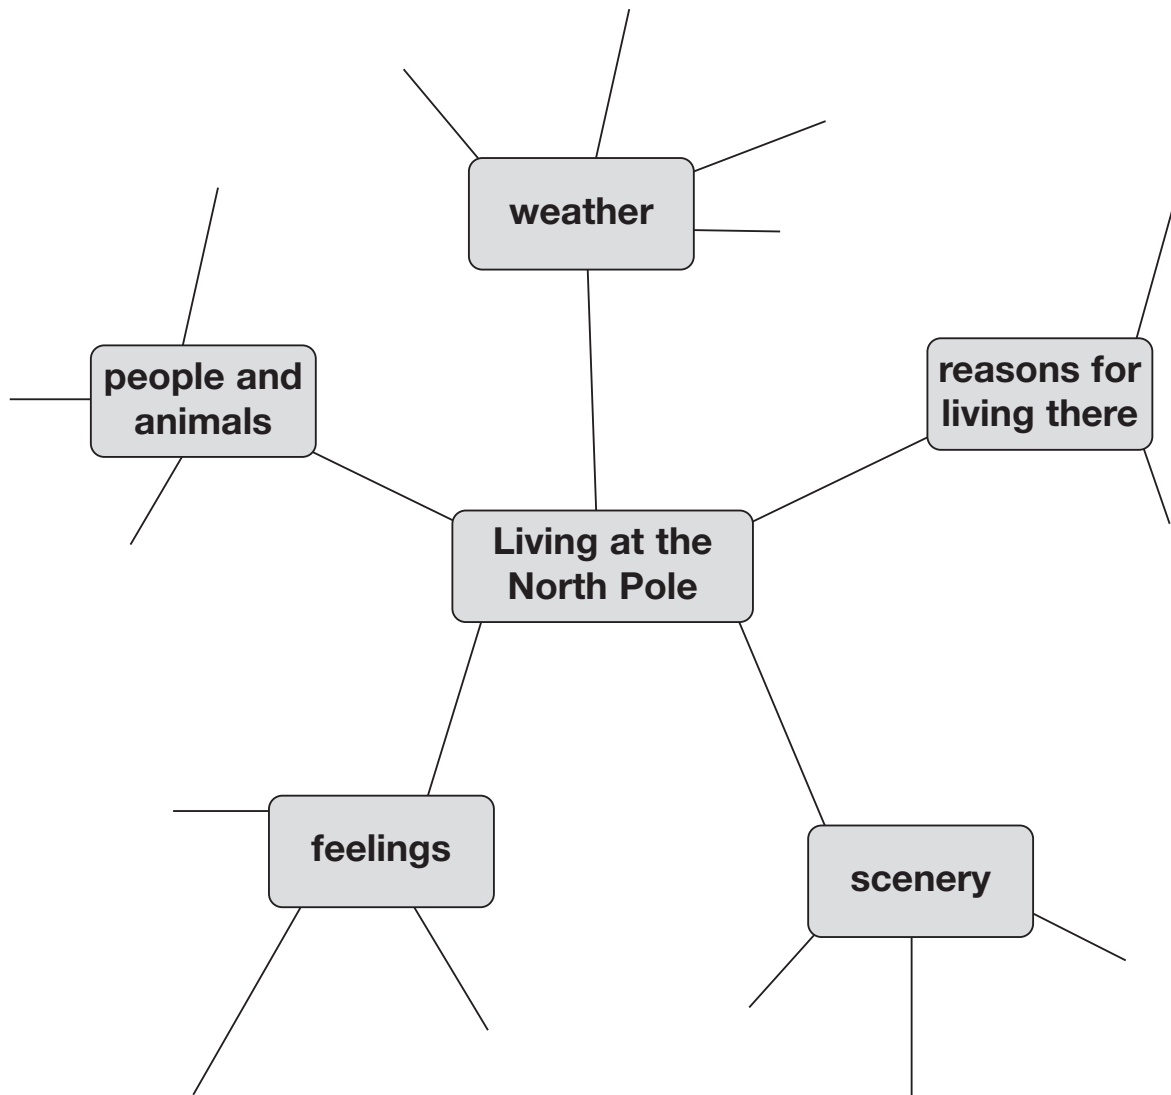 weather
people and
animals
reasons for
living there
Living at the
North Pole
feelings
scenery